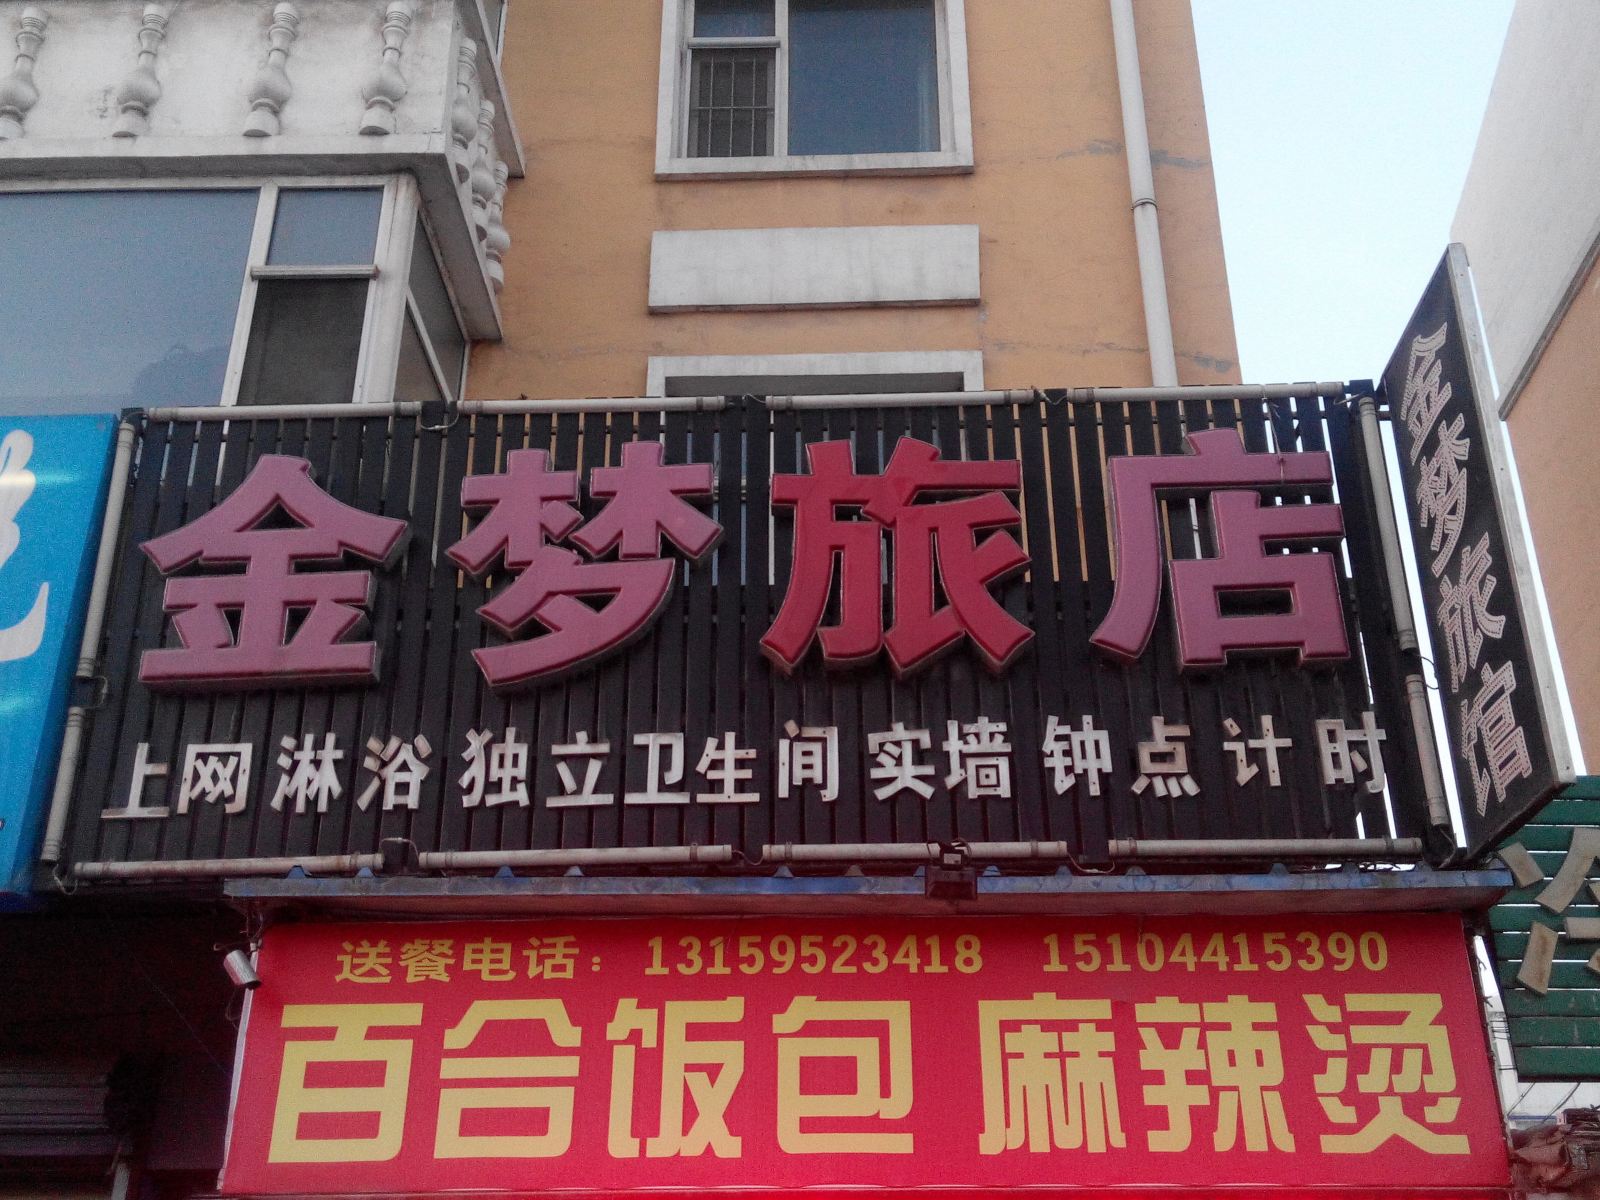 金梦旅店
上网淋浴 独立卫生间 实墙 钟点计时
金梦旅馆
送餐电话：13159523418 15104415390
百合饭包 麻辣烫